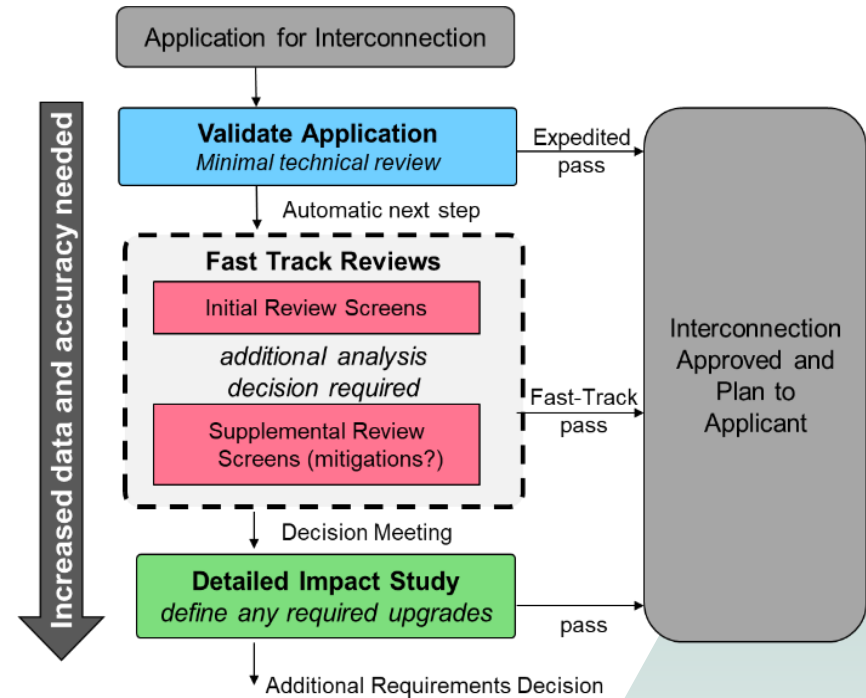 Application for Interconnection
Increased data and accuracy needed
Validate Application
Minimal technical review
Expedited
pass
Automatic next step
Fast Track Reviews
Initial Review Screens
additional analysis
decision required
Supplemental Review
Screens (mitigations?)
Fast-Track
pass
Interconnection
Approved and
Plan to
Applicant
Decision Meeting
Detailed Impact Study
define any required upgrades
pass
Additional Requirements Decision